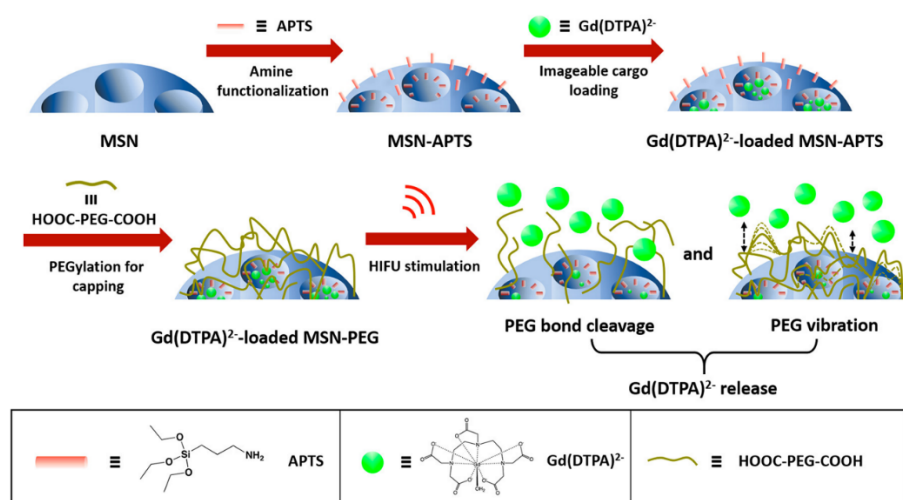 ≡ APTS
Amine
functionalization
≡ Gd(DTPA)²⁻
Imageable cargo
loading
MSN
MSN-APTS
Gd(DTPA)²⁻-loaded MSN-APTS
≡
HOOC-PEG-COOH
PEGylation for
capping
Gd(DTPA)²⁻-loaded MSN-PEG
HIFU stimulation
and
PEG bond cleavage
PEG vibration
Gd(DTPA)²⁻ release
≡ O Si O O NH₂ APTS
≡ Gd(DTPA)²⁻
≡ HOOC-PEG-COOH